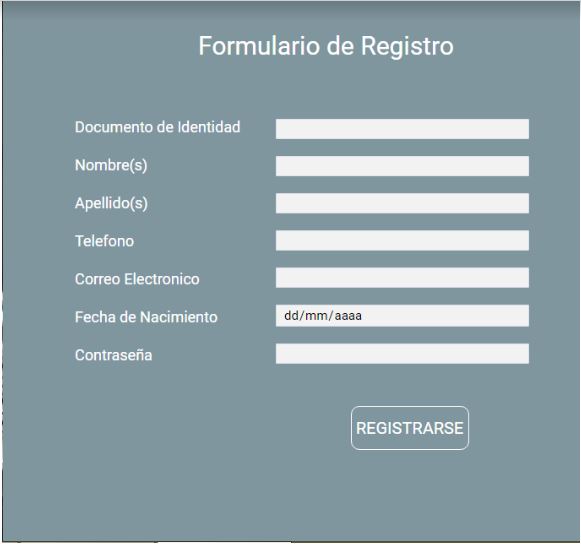 Formulario de Registro
Documento de Identidad
Nombre(s)
Apellido(s)
Telefono
Correo Electronico
Fecha de Nacimiento dd/mm/aaaa
Contraseña
REGISTRARSE